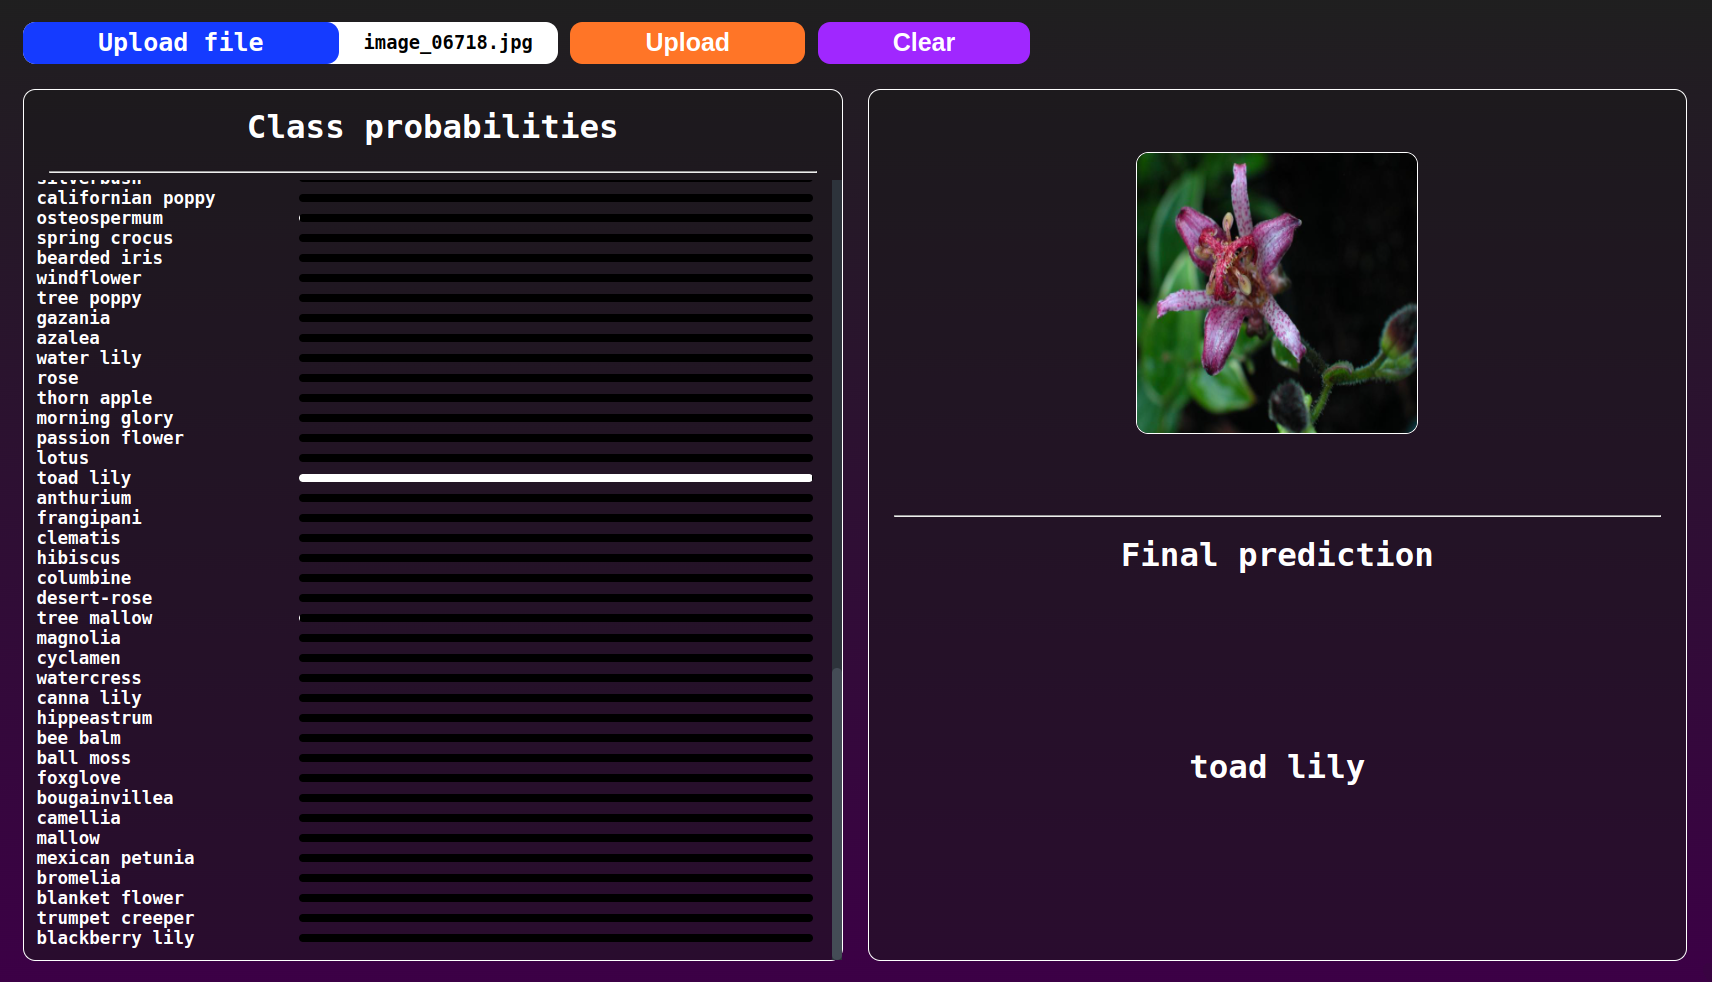 Upload file
image_06718.jpg
Upload
Clear
Class probabilities
silverbush
californian poppy
osteospermum
spring crocus
bearded iris
windflower
tree poppy
gazania
azalea
water lily
rose
thorn apple
morning glory
passion flower
lotus
toad lily
anthurium
frangipani
clematis
hibiscus
columbine
desert-rose
tree mallow
magnolia
cyclamen
watercress
canna lily
hippeastrum
bee balm
ball moss
foxglove
bougainvillea
camellia
mallow
mexican petunia
bromelia
blanket flower
trumpet creeper
blackberry lily
Final prediction
toad lily